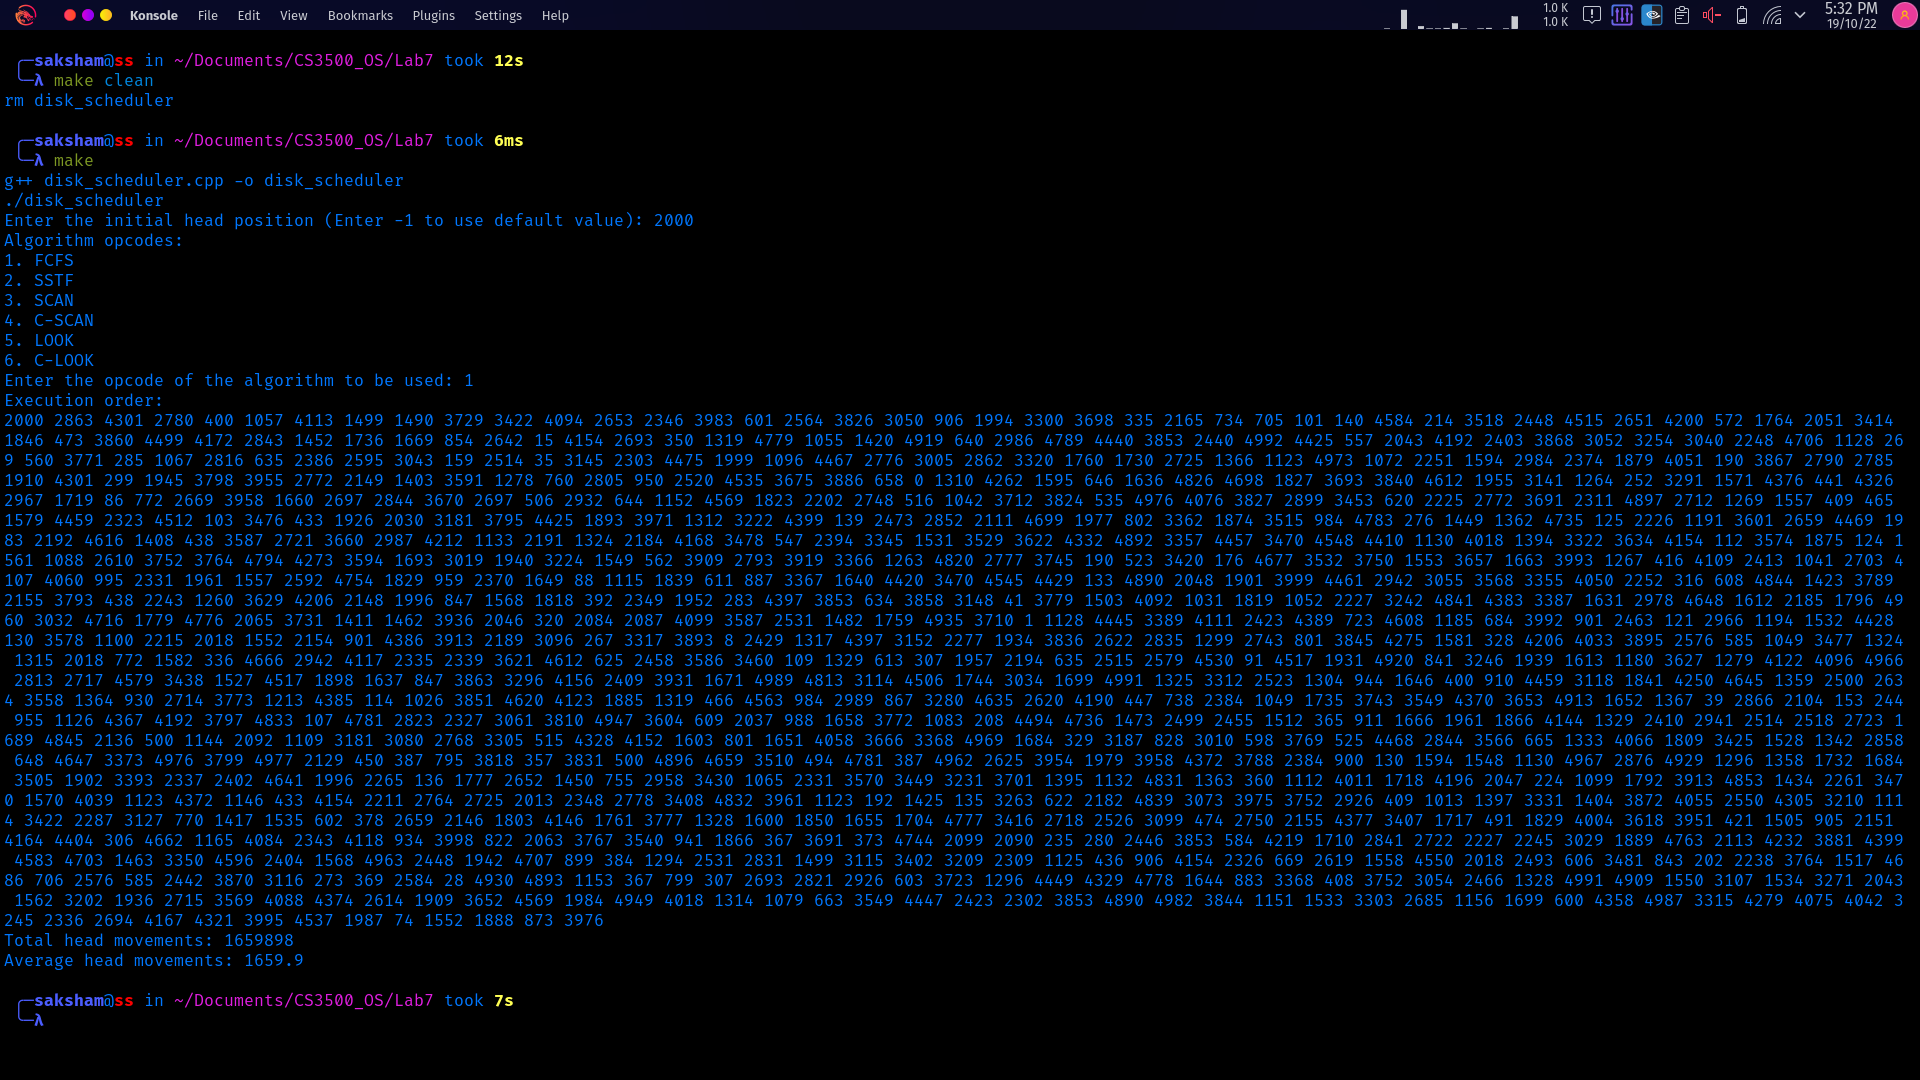 Konsole File Edit View Bookmarks Plugins Settings Help
1.0 K
1.0 K
5:32 PM
19/10/22
saksham@ss in ~/Documents/CS3500_OS/Lab7 took 12s
λ make clean
rm disk_scheduler
saksham@ss in ~/Documents/CS3500_OS/Lab7 took 6ms
λ make
g++ disk_scheduler.cpp -o disk_scheduler
./disk_scheduler
Enter the initial head position (Enter -1 to use default value): 2000
Algorithm opcodes:
1. FCFS
2. SSTF
3. SCAN
4. C-SCAN
5. LOOK
6. C-LOOK
Enter the opcode of the algorithm to be used: 1
Execution order:
2000 2863 4301 2780 400 1057 4113 1499 1490 3729 3422 4094 2653 2346 3983 601 2564 3826 3050 906 1994 3300 3698 335 2165 734 705 101 140 4584 214 3518 2448 4515 2651 4200 572 1764 2051 3414
1846 473 3860 4499 4172 2843 1452 1736 1669 854 2642 15 4154 2693 350 1319 4779 1055 1420 4919 640 2986 4789 4440 3853 2440 4992 4425 557 2043 4192 2403 3868 3052 3254 3040 2248 4706 1128 26
9 560 3771 285 1067 2816 635 2386 2595 3043 159 2514 35 3145 2303 4475 1999 1096 4467 2776 3005 2862 3320 1760 1730 2725 1366 1123 4973 1072 2251 1594 2984 2374 1879 4051 190 3867 2790 2785
1910 4301 299 1945 3798 3955 2772 2149 1403 3591 1278 760 2805 950 2520 4535 3675 3886 658 0 1310 4262 1595 646 1636 4826 4698 1827 3693 3840 4612 1955 3141 1264 252 3291 1571 4376 441 4326
2967 1719 86 772 2669 3958 1660 2697 2844 3670 2697 506 2932 644 1152 4569 1823 2202 2748 516 1042 3712 3824 535 4976 4076 3827 2899 3453 620 2225 2772 3691 2311 4897 2712 1269 1557 409 465
1579 4459 2323 4512 103 3476 433 1926 2030 3181 3795 4425 1893 3971 1312 3222 4399 139 2473 2852 2111 4699 1977 802 3362 1874 3515 984 4783 276 1449 1362 4735 125 2226 1191 3601 2659 4469 19
83 2192 4616 1408 438 3587 2721 3660 2987 4212 1133 2191 1324 2184 4168 3478 547 2394 3345 1531 3529 3622 4332 4892 3357 4457 3470 4548 4410 1130 4018 1394 3322 3634 4154 112 3574 1875 124 1
561 1088 2610 3752 3764 4794 4273 3594 1693 3019 1940 3224 1549 562 3909 2793 3919 3366 1263 4820 2777 3745 190 523 3420 176 4677 3532 3750 1553 3657 1663 3993 1267 416 4109 2413 1041 2703 4
107 4060 995 2331 1961 1557 2592 4754 1829 959 2370 1649 88 1115 1839 611 887 3367 1640 4420 3470 4545 4429 133 4890 2048 1901 3999 4461 2942 3055 3568 3355 4050 2252 316 608 4844 1423 3789
2155 3793 438 2243 1260 3629 4206 2148 1996 847 1568 1818 392 2349 1952 283 4397 3853 634 3858 3148 41 3779 1503 4092 1031 1819 1052 2227 3242 4841 4383 3387 1631 2978 4648 1612 2185 1796 49
60 3032 4716 1779 4776 2065 3731 1411 1462 3936 2046 320 2084 2087 4099 3587 2531 1482 1759 4935 3710 1 1128 4445 3389 4111 2423 4389 723 4608 1185 684 3992 901 2463 121 2966 1194 1532 4428
130 3578 1100 2215 2018 1552 2154 901 4386 3913 2189 3096 267 3317 3893 8 2429 1317 4397 3152 2277 1934 3836 2622 2835 1299 2743 801 3845 4275 1581 328 4206 4033 3895 2576 585 1049 3477 1324
1315 2018 772 1582 336 4666 2942 4117 2335 2339 3621 4612 625 2458 3586 3460 109 1329 613 307 1957 2194 635 2515 2579 4530 91 4517 1931 4920 841 3246 1939 1613 1180 3627 1279 4122 4096 4966
2813 2717 4579 3438 1527 4517 1898 1637 847 3863 3296 4156 2409 3931 1671 4989 4813 3114 4506 1744 3034 1699 4991 1325 3312 2523 1304 944 1646 400 910 4459 3118 1841 4250 4645 1359 2500 263
4 3558 1364 930 2714 3773 1213 4385 114 1026 3851 4620 4123 1885 1319 466 4563 984 2989 867 3280 4635 2620 4190 447 738 2384 1049 1735 3743 3549 4370 3653 4913 1652 1367 39 2866 2104 153 244
955 1126 4367 4192 3797 4833 107 4781 2823 2327 3061 3810 4947 3604 609 2037 988 1658 3772 1083 208 4494 4736 1473 2499 2455 1512 365 911 1666 1961 1866 4144 1329 2410 2941 2514 2518 2723 1
689 4845 2136 500 1144 2092 1109 3181 3080 2768 3305 515 4328 4152 1603 801 1651 4058 3666 3368 4969 1684 329 3187 828 3010 598 3769 525 4468 2844 3566 665 1333 4066 1809 3425 1528 1342 2858
648 4647 3373 4976 3799 4977 2129 450 387 795 3818 357 3831 500 4896 4659 3510 494 4781 387 4962 2625 3954 1979 3958 4372 3788 2384 900 130 1594 1548 1130 4967 2876 4929 1296 1358 1732 1684
3505 1902 3393 2337 2402 4641 1996 2265 136 1777 2652 1450 755 2958 3430 1065 2331 3570 3449 3231 3701 1395 1132 4831 1363 360 1112 4011 1718 4196 2047 224 1099 1792 3913 4853 1434 2261 347
0 1570 4039 1123 4372 1146 433 4154 2211 2764 2725 2013 2348 2778 3408 4832 3961 1123 192 1425 135 3263 622 2182 4839 3073 3975 3752 2926 409 1013 1397 3331 1404 3872 4055 2550 4305 3210 111
4 3422 2287 3127 770 1417 1535 602 378 2659 2146 1803 4146 1761 3777 1328 1600 1850 1655 1704 4777 3416 2718 2526 3099 474 2750 2155 4377 3407 1717 491 1829 4004 3618 3951 421 1505 905 2151
4164 4404 306 4662 1165 4084 2343 4118 934 3998 822 2063 3767 3540 941 1866 367 3691 373 4744 2099 2090 235 280 2446 3853 584 4219 1710 2841 2722 2227 2245 3029 1889 4763 2113 4232 3881 4399
4583 4703 1463 3350 4596 2404 1568 4963 2448 1942 4707 899 384 1294 2531 2831 1499 3115 3402 3209 2309 1125 436 906 4154 2326 669 2619 1558 4550 2018 2493 606 3481 843 202 2238 3764 1517 46
86 706 2576 585 2442 3870 3116 273 369 2584 28 4930 4893 1153 367 799 307 2693 2821 2926 603 3723 1296 4449 4329 4778 1644 883 3368 408 3752 3054 2466 1328 4991 4909 1550 3107 1534 3271 2043
1562 3202 1936 2715 3569 4088 4374 2614 1909 3652 4569 1984 4949 4018 1314 1079 663 3549 4447 2423 2302 3853 4890 4982 3844 1151 1533 3303 2685 1156 1699 600 4358 4987 3315 4279 4075 4042 3
245 2336 2694 4167 4321 3995 4537 1987 74 1552 1888 873 3976
Total head movements: 1659898
Average head movements: 1659.9
saksham@ss in ~/Documents/CS3500_OS/Lab7 took 7s
λ